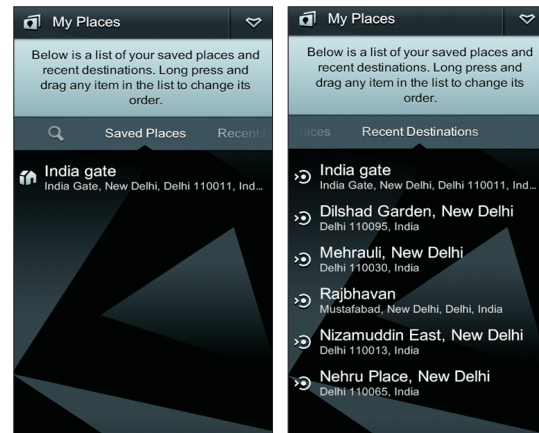 My Places
Below is a list of your saved places and
recent destinations. Long press and
drag any item in the list to change its
order.
Saved Places Recent
India gate
India Gate, New Delhi, Delhi 110011, Ind...
My Places
Below is a list of your saved places and
recent destinations. Long press and
drag any item in the list to change its
order.
laces Recent Destinations
India gate
India Gate, New Delhi, Delhi 110011, Ind...
Dilshad Garden, New Delhi
Delhi 110095, India
Mehrauli, New Delhi
Delhi 110030, India
Rajbhavan
Mustafabad, New Delhi, Delhi, India
Nizamuddin East, New Delhi
Delhi 110013, India
Nehru Place, New Delhi
Delhi 110065, India